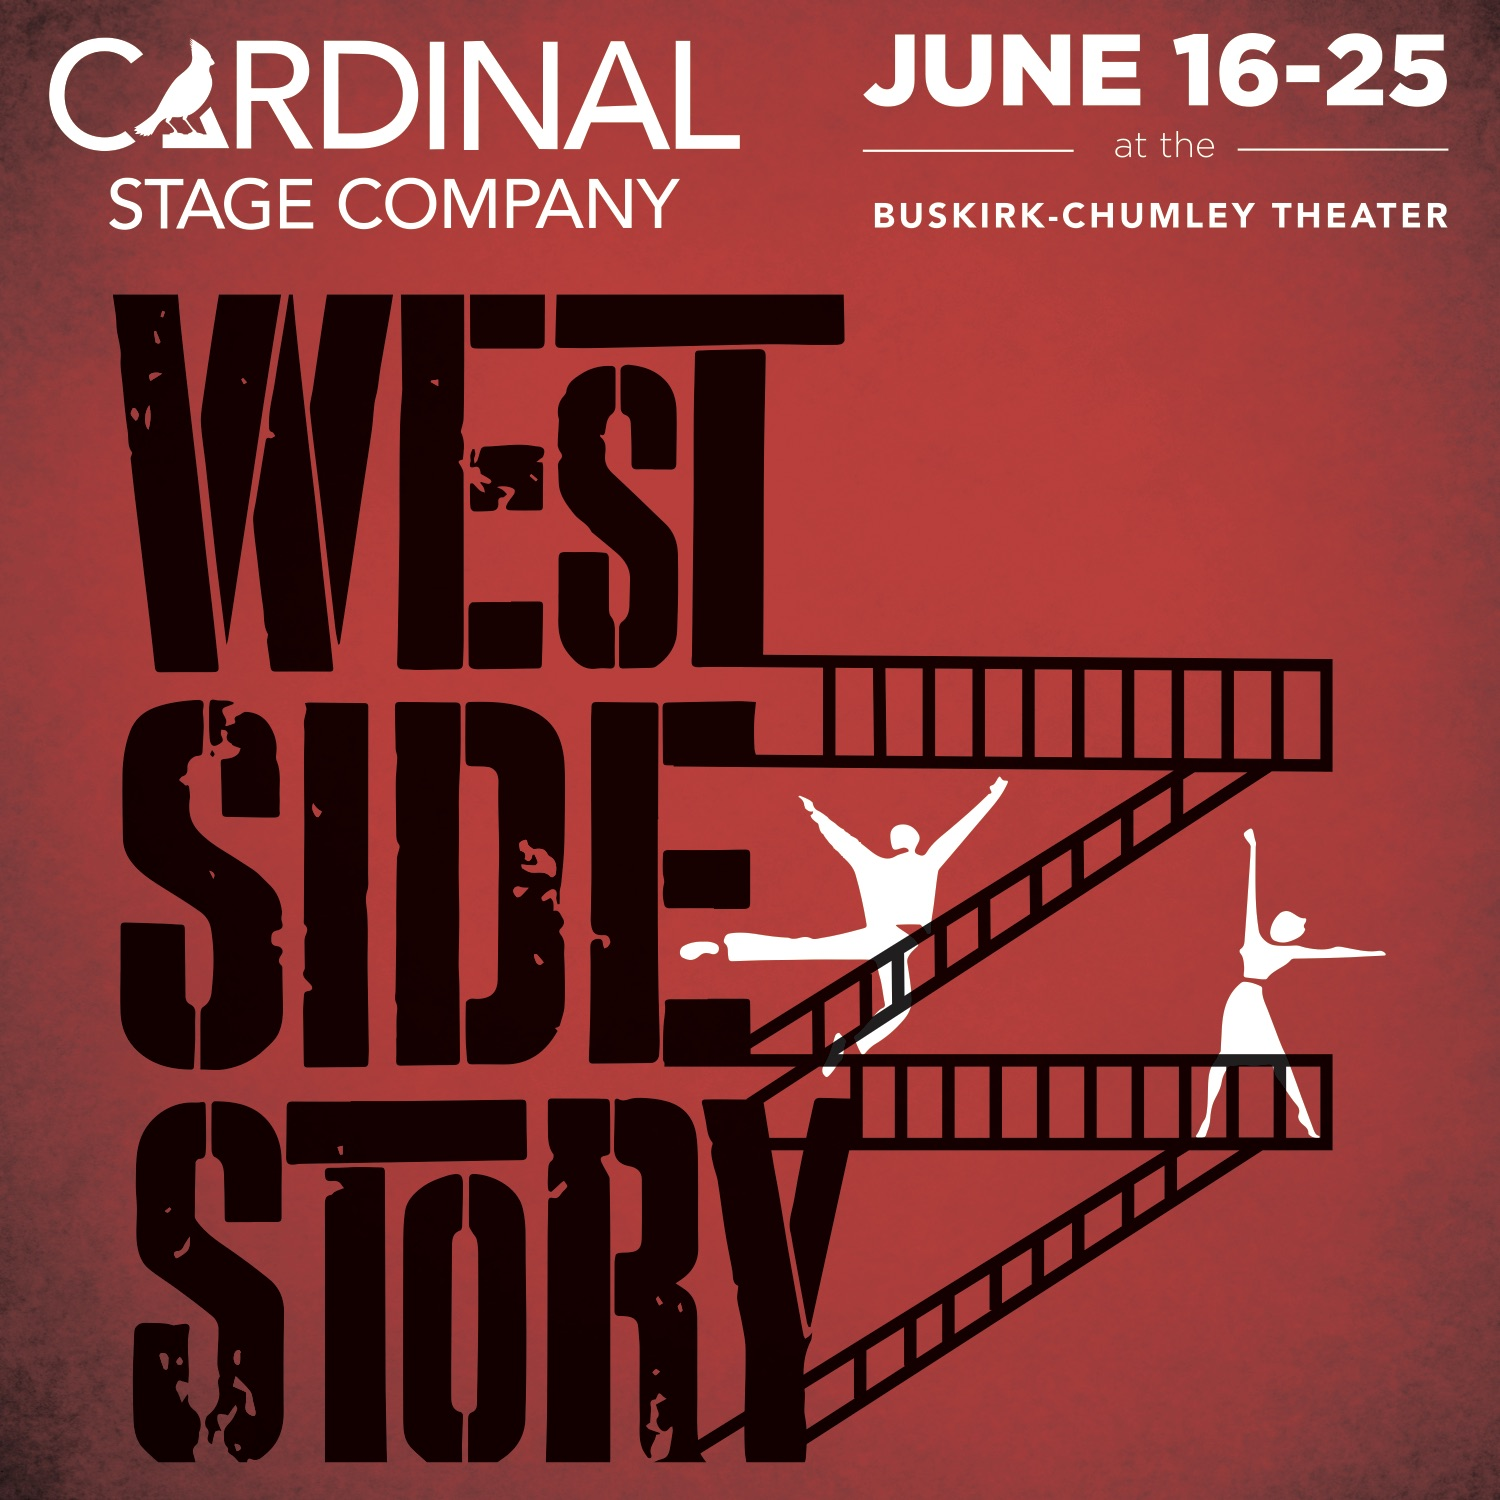 CARDINAL
STAGE COMPANY
JUNE 16-25
at the
BUSKIRK-CHUMLEY THEATER
WEST
SIDE
STORY